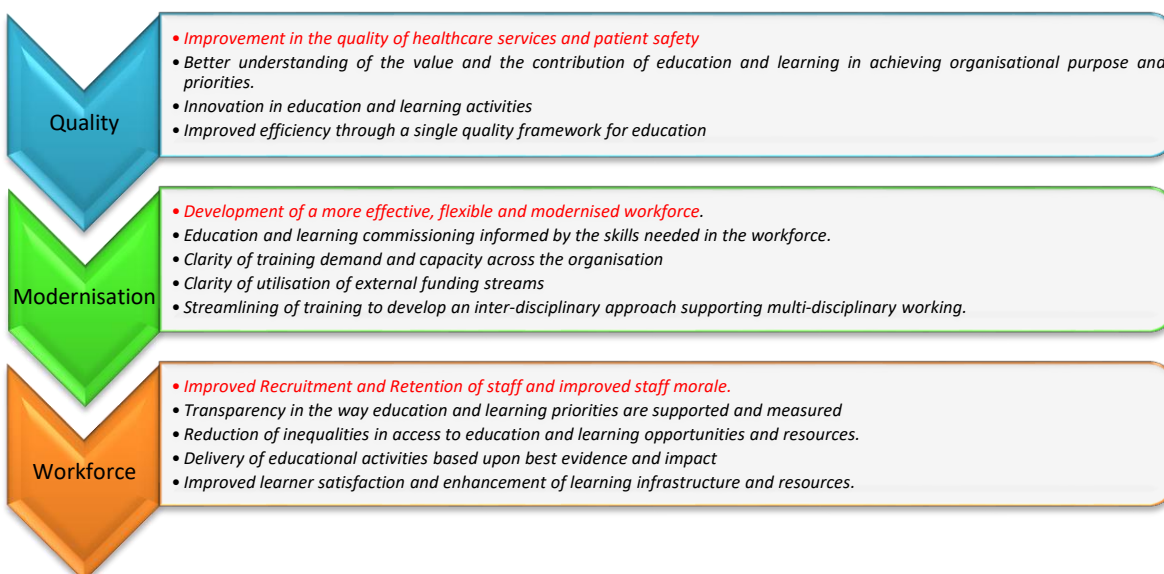 Quality
• Improvement in the quality of healthcare services and patient safety
• Better understanding of the value and the contribution of education and learning in achieving organisational purpose and
priorities.
• Innovation in education and learning activities
• Improved efficiency through a single quality framework for education
Modernisation
• Development of a more effective, flexible and modernised workforce.
• Education and learning commissioning informed by the skills needed in the workforce.
• Clarity of training demand and capacity across the organisation
• Clarity of utilisation of external funding streams
• Streamlining of training to develop an inter-disciplinary approach supporting multi-disciplinary working.
Workforce
• Improved Recruitment and Retention of staff and improved staff morale.
• Transparency in the way education and learning priorities are supported and measured
• Reduction of inequalities in access to education and learning opportunities and resources.
• Delivery of educational activities based upon best evidence and impact
• Improved learner satisfaction and enhancement of learning infrastructure and resources.